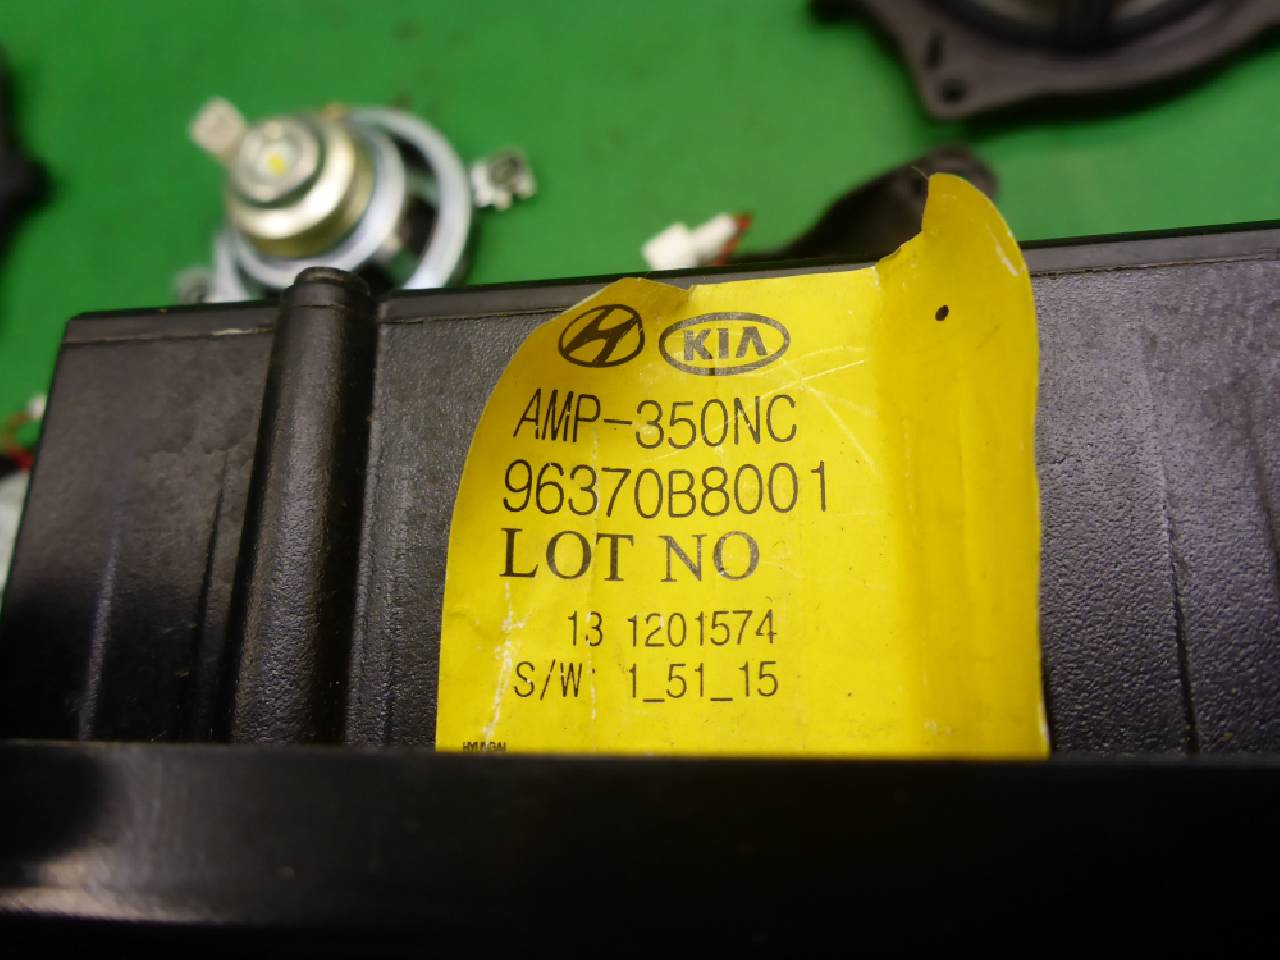 KIA
AMP-350NC
96370B8001
LOT NO
13 1201574
S/W: 1_51_15